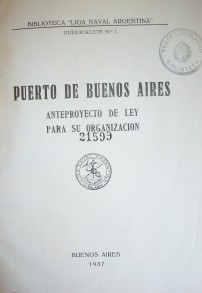 BIBLIOTECA "LIGA NAVAL ARGENTINA"
PUBLICACION Nº 1
PUERTO DE BUENOS AIRES
ANTEPROYECTO DE LEY
PARA SU ORGANIZACION
21593
BUENOS AIRES
1937